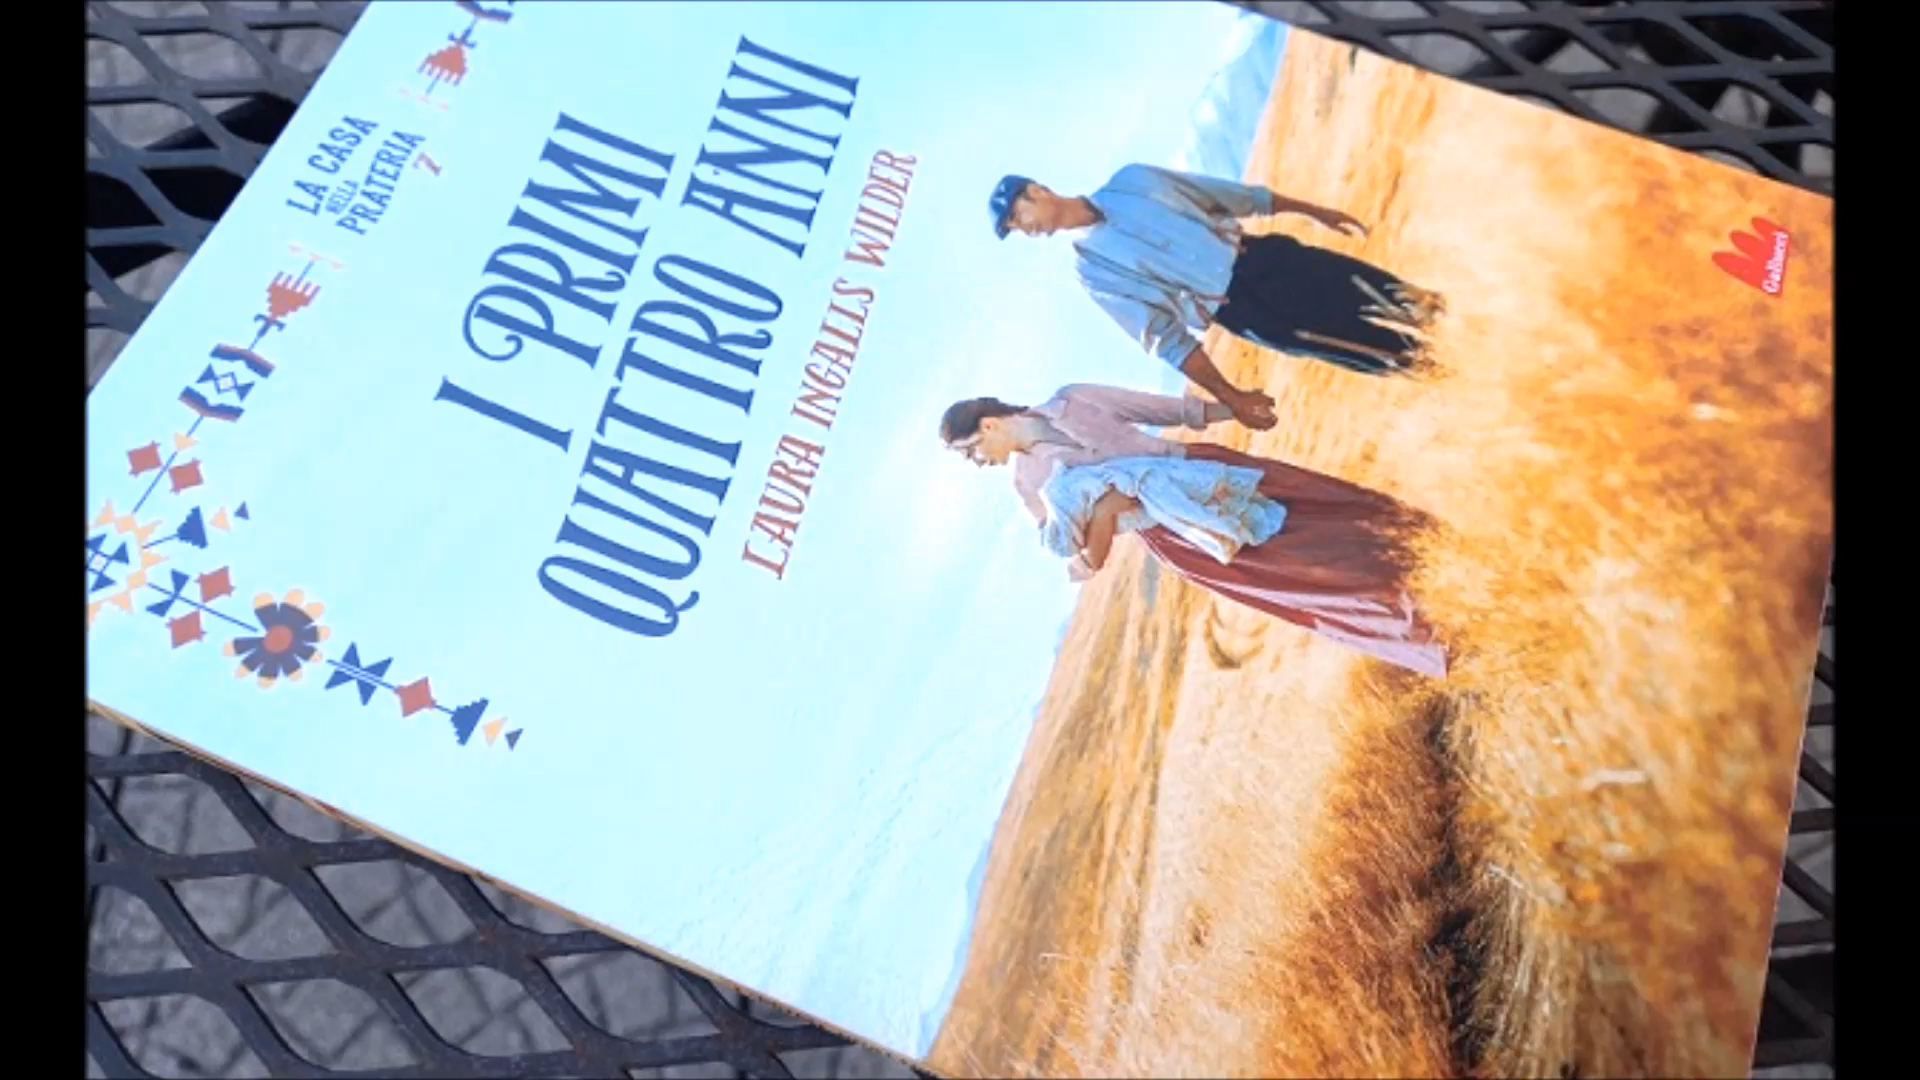 LA CASA
NELLA
PRATERIA
7
I PRIMI
QUATTRO ANNI
LAURA INGALLS WILDER
Gallucci